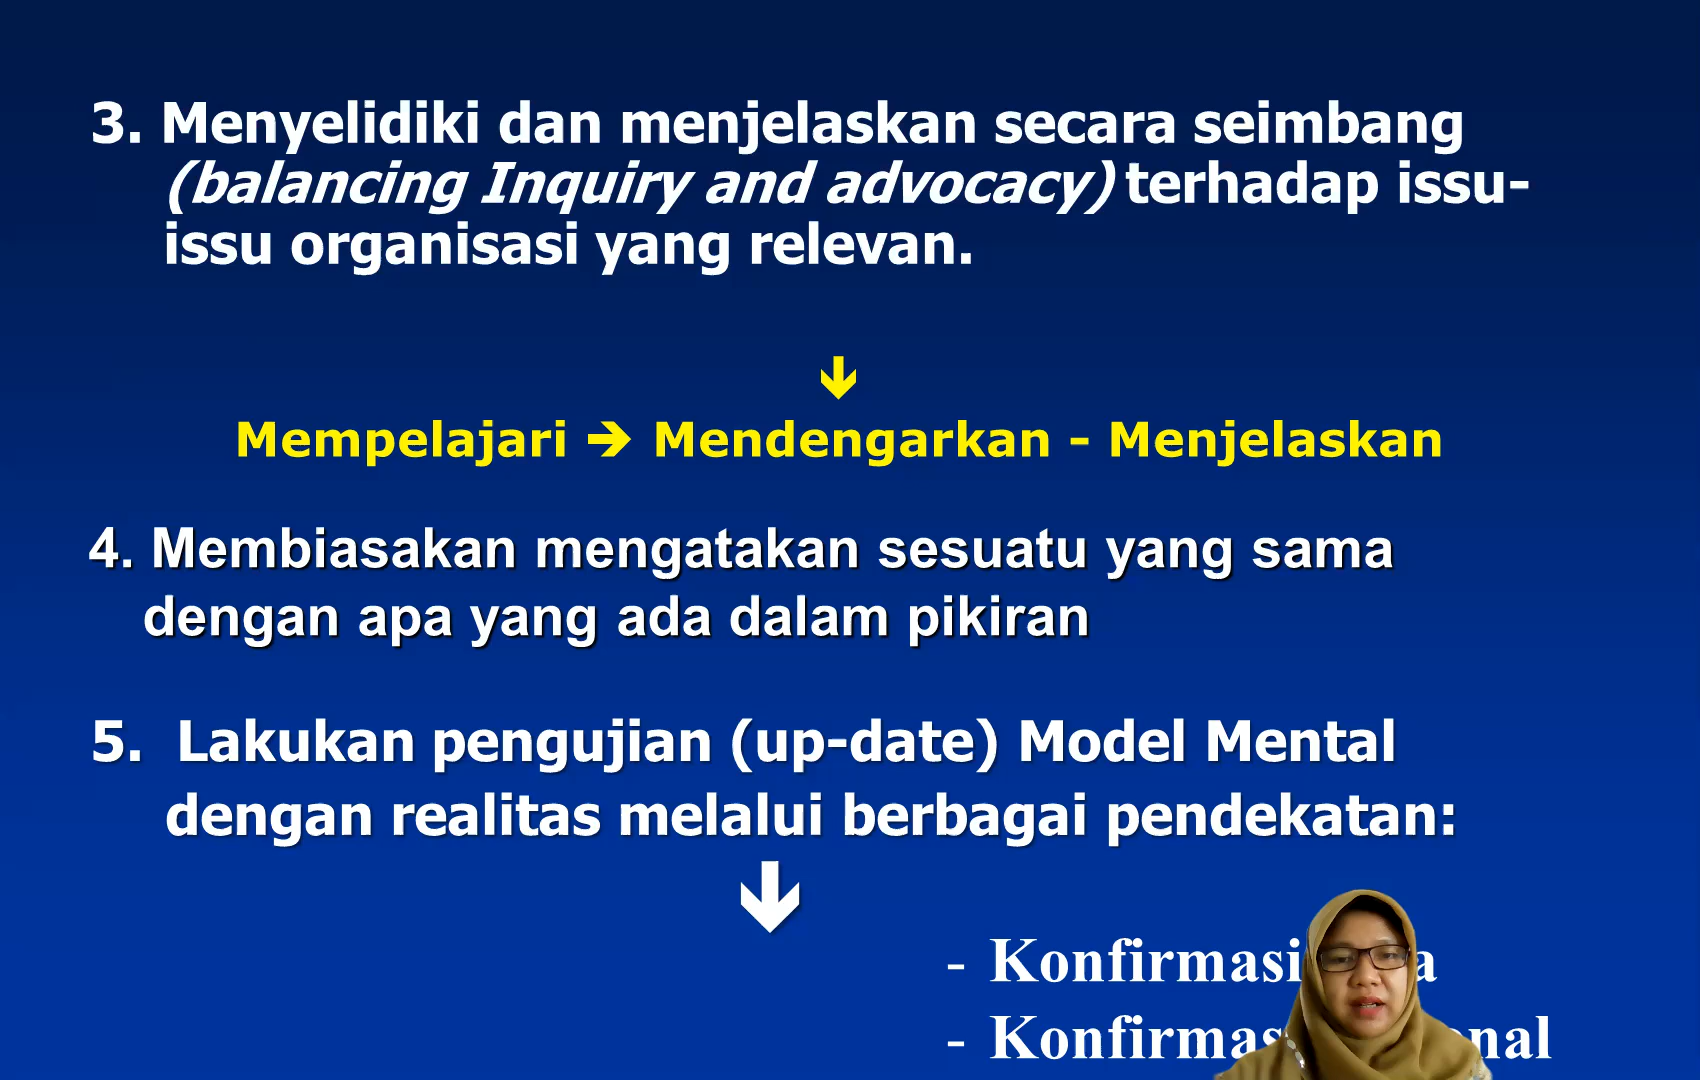 3. Menyelidiki dan menjelaskan secara seimbang
(balancing Inquiry and advocacy) terhadap issu-
issu organisasi yang relevan.
Mempelajari ➔ Mendengarkan - Menjelaskan
4. Membiasakan mengatakan sesuatu yang sama
dengan apa yang ada dalam pikiran
5. Lakukan pengujian (up-date) Model Mental
dengan realitas melalui berbagai pendekatan:
- Konfirmasi
-